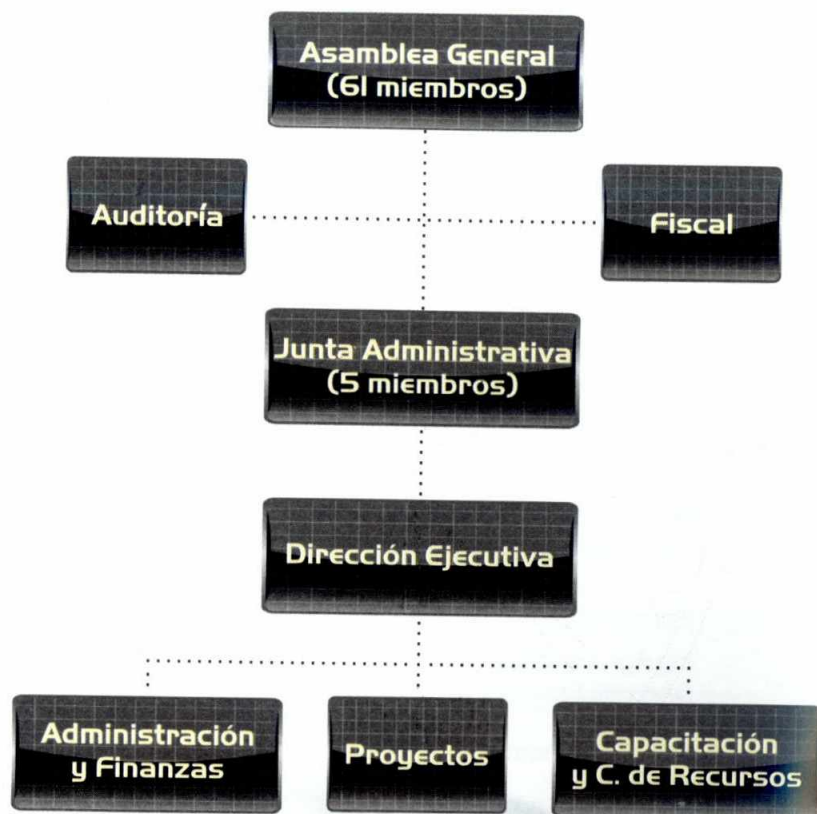 Asamblea General
(61 miembros)
Auditoría
Fiscal
Junta Administrativa
(5 miembros)
Dirección Ejecutiva
Administración
y Finanzas
Proyectos
Capacitación
y C. de Recursos